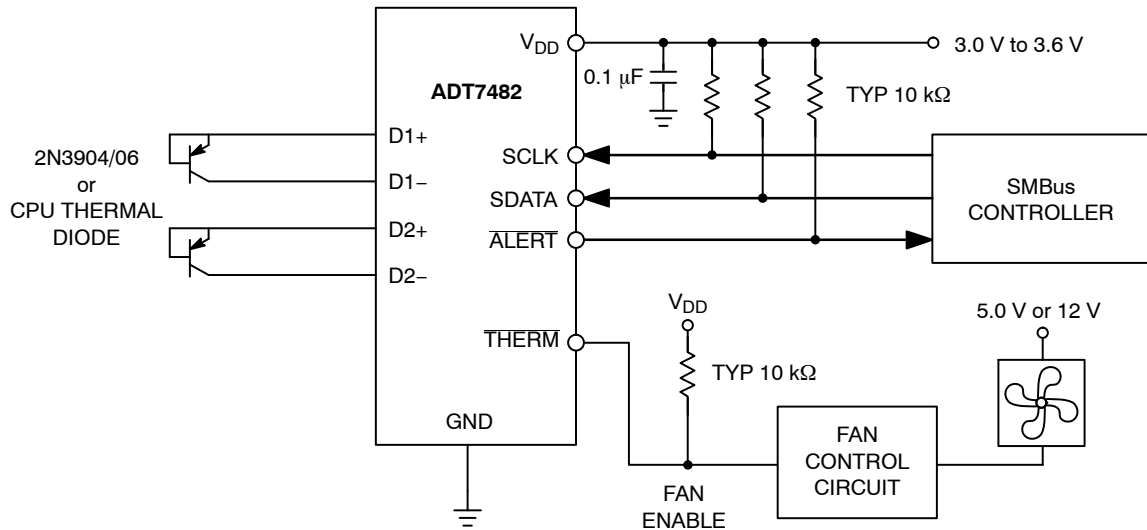 V_DD
3.0 V to 3.6 V
0.1 μF
TYP 10 kΩ
ADT7482
D1+
D1−
D2+
D2−
2N3904/06
or
CPU THERMAL
DIODE
SCLK
SDATA
ALERT
THERM
GND
SMBus
CONTROLLER
V_DD
TYP 10 kΩ
5.0 V or 12 V
FAN
CONTROL
CIRCUIT
FAN
ENABLE